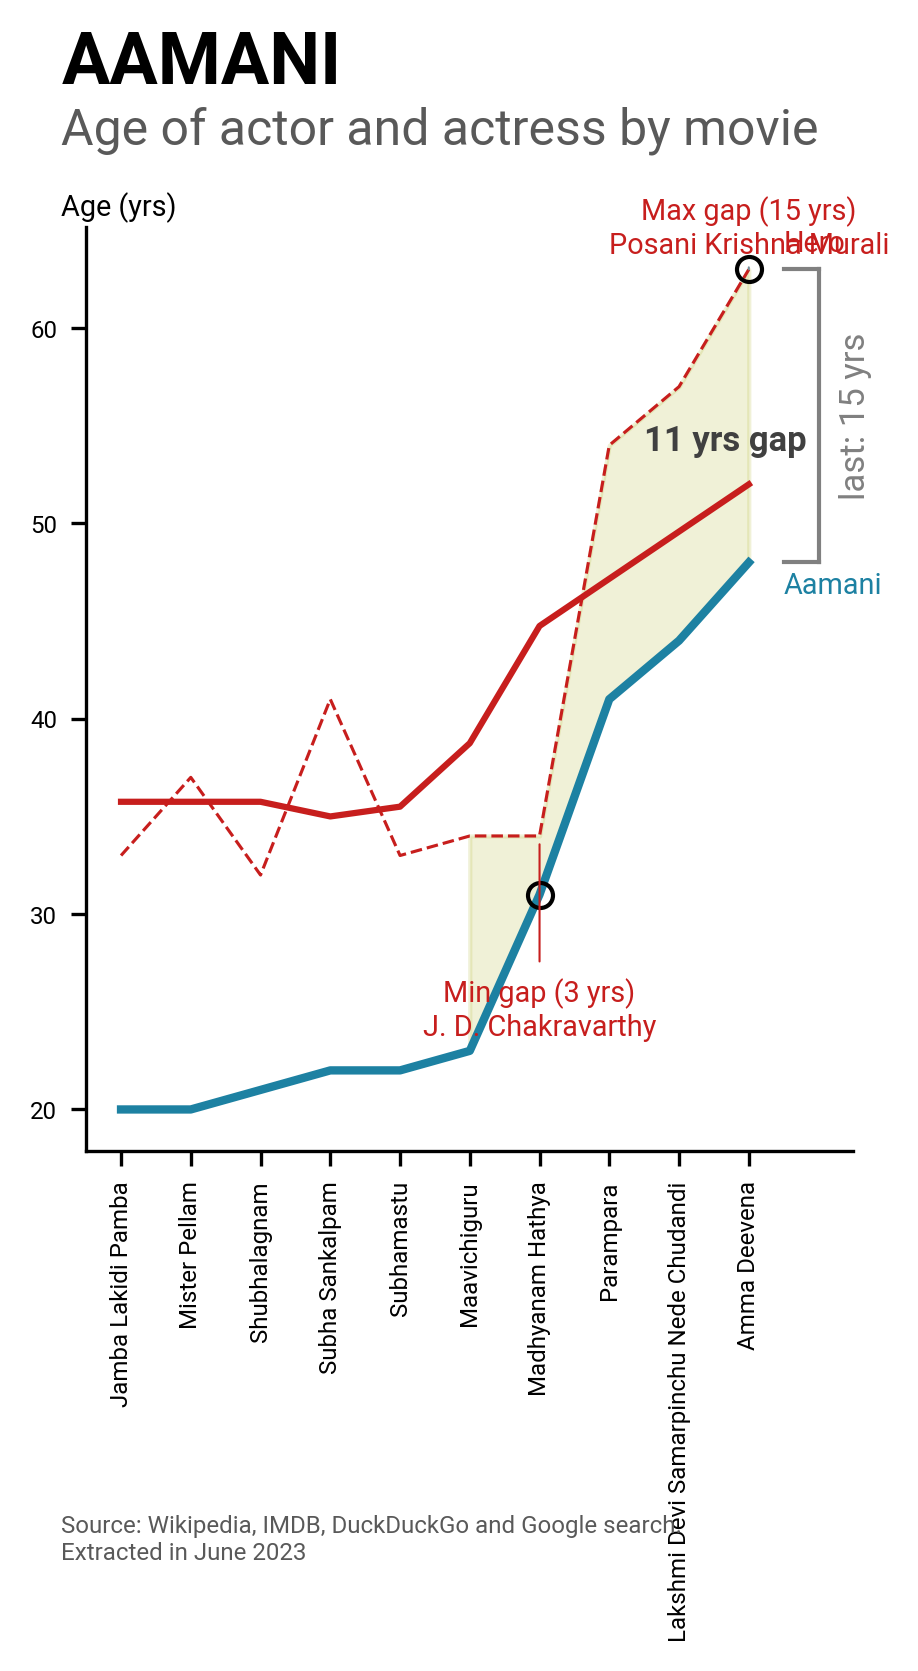 AAMANI
Age of actor and actress by movie
Age (yrs)
Max gap (15 yrs)
Posani Krishna Murali
Hero
60
50
40
30
20
11 yrs gap
last: 15 yrs
Aamani
Min gap (3 yrs)
J. D. Chakravarthy
Jamba Lakidi Pamba
Mister Pellam
Shubhalagnam
Subha Sankalpam
Subhamastu
Maavichiguru
Madhyanam Hathya
Parampara
Lakshmi Devi Samarpinchu Nede Chudandi
Amma Deevena
Source: Wikipedia, IMDB, DuckDuckGo and Google search.
Extracted in June 2023